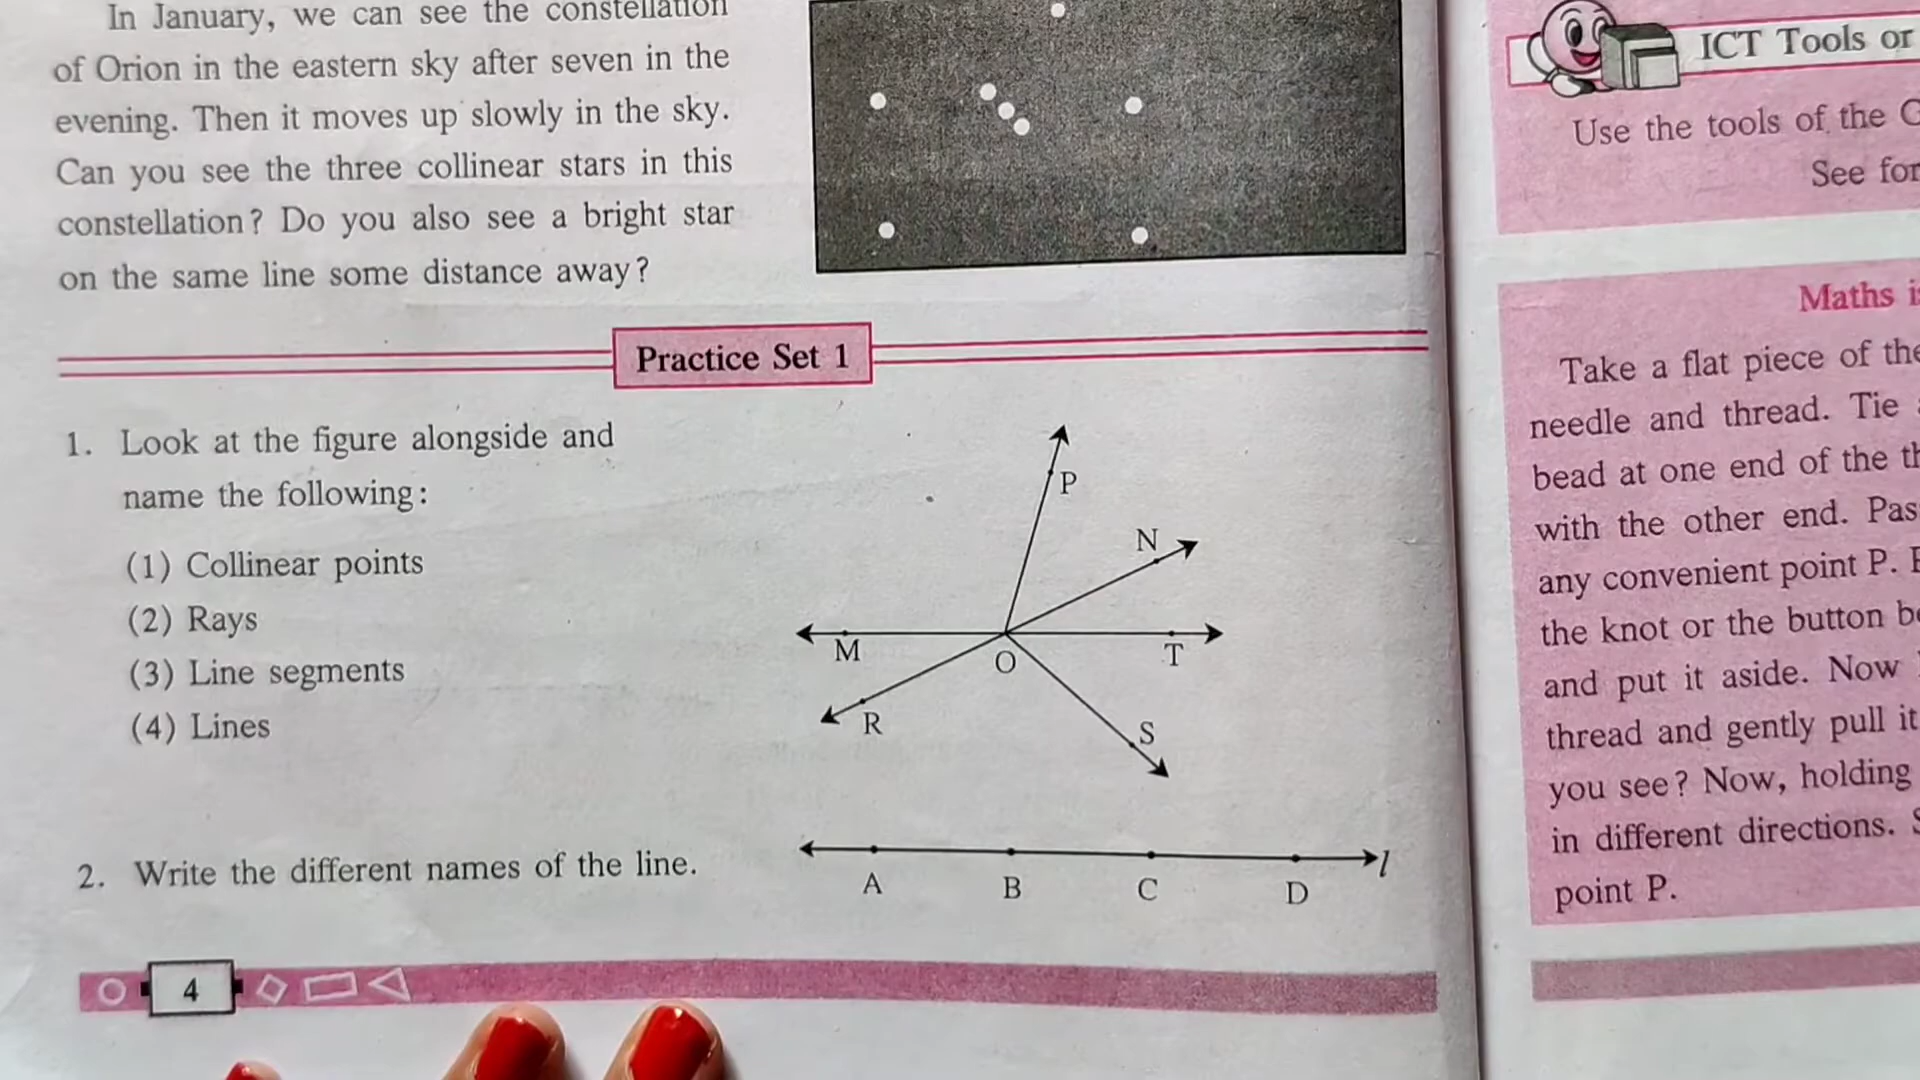 In January, we can see the constellation
of Orion in the eastern sky after seven in the
evening. Then it moves up slowly in the sky.
Can you see the three collinear stars in this
constellation? Do you also see a bright star
on the same line some distance away?
Practice Set 1
1. Look at the figure alongside and
name the following:
(1) Collinear points
(2) Rays
(3) Line segments
(4) Lines
P
N
M
O
T
R
S
2. Write the different names of the line.
l
A B C D
4
ICT Tools or
Use the tools of the
See for
Maths
Take a flat piece of the
needle and thread. Tie
bead at one end of the
with the other end.
any convenient point P.
the knot or the button
and put it aside. Now
thread and gently pull it
you see? Now, holding
in different directions.
point P.